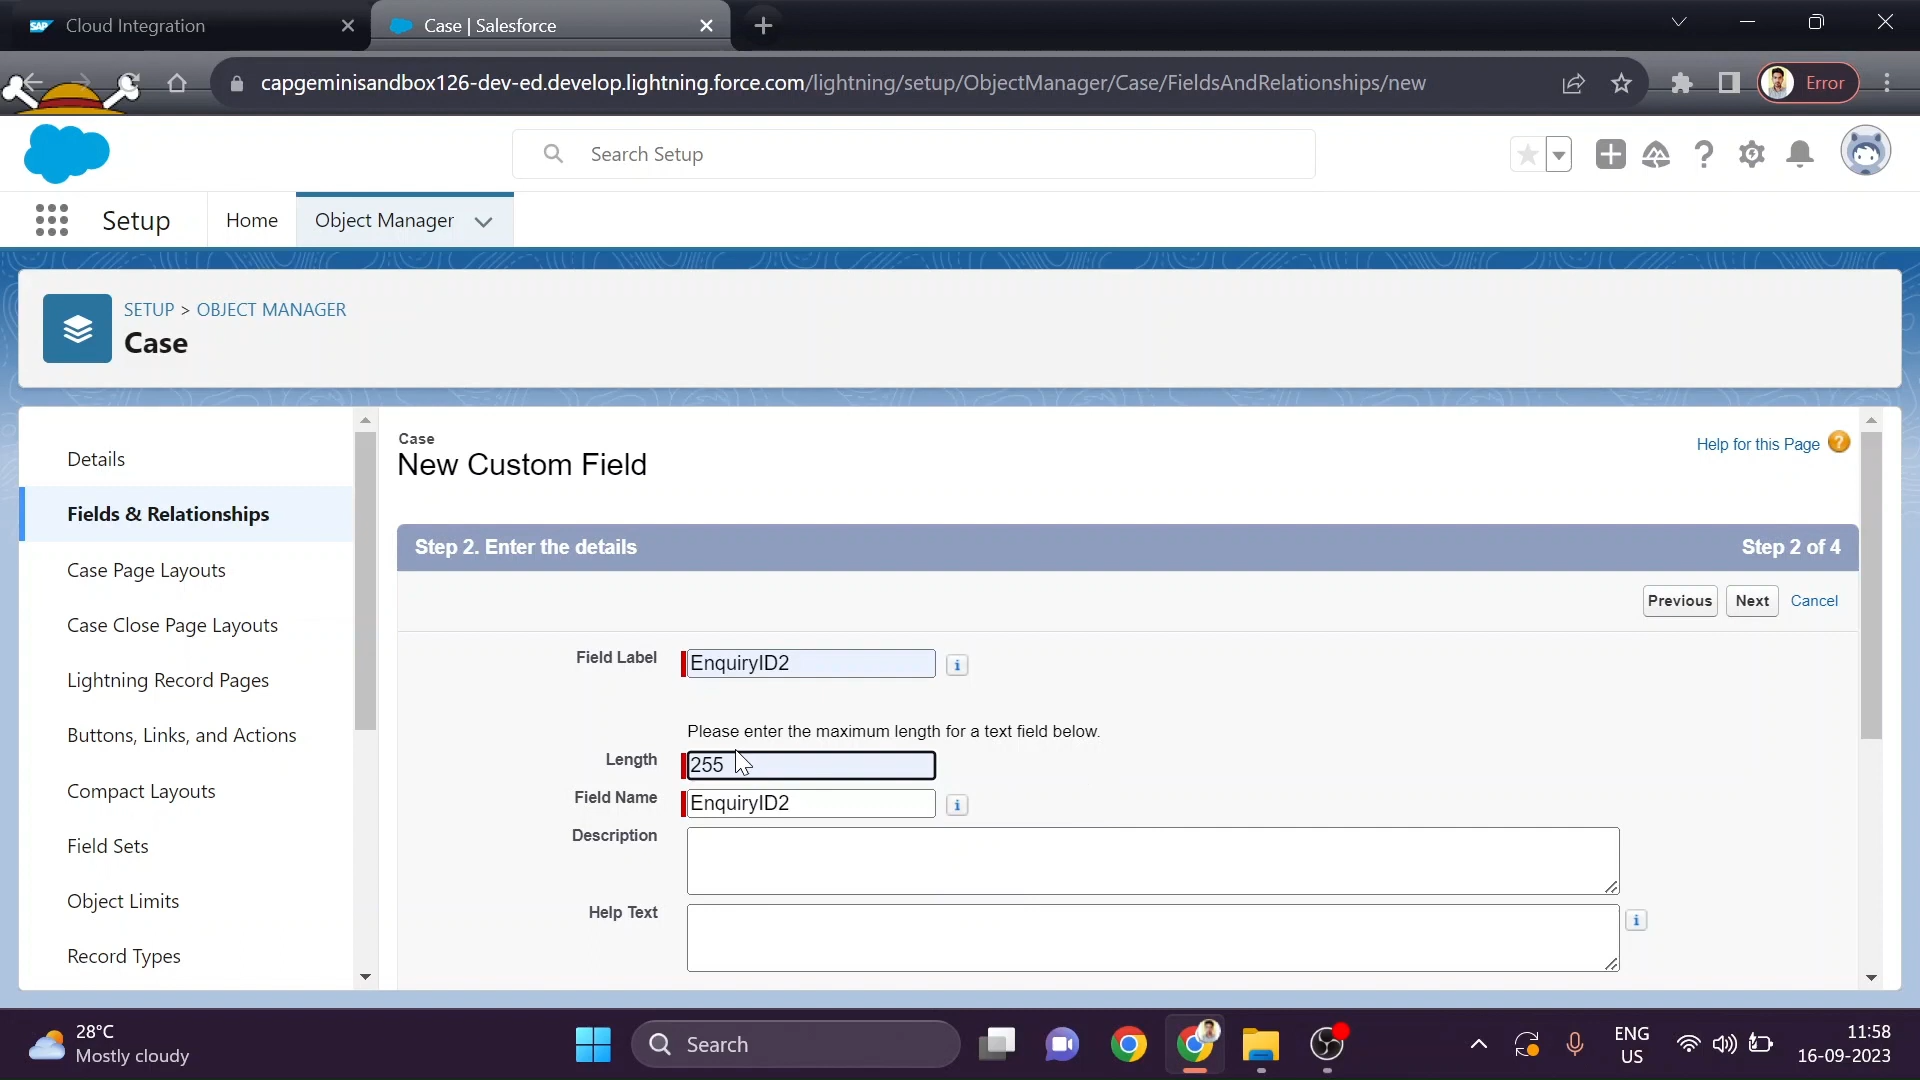 SAP Cloud Integration
Case | Salesforce
capgeminisandbox126-dev-ed.develop.lightning.force.com/lightning/setup/ObjectManager/Case/FieldsAndRelationships/new
Error
Search Setup
Setup
Home
Object Manager
SETUP > OBJECT MANAGER
Case
Details
Fields & Relationships
Case Page Layouts
Case Close Page Layouts
Lightning Record Pages
Buttons, Links, and Actions
Compact Layouts
Field Sets
Object Limits
Record Types
Case
New Custom Field
Help for this Page ?
Step 2. Enter the details
Step 2 of 4
Previous Next Cancel
Field Label EnquiryID2
Please enter the maximum length for a text field below.
Length 255
Field Name EnquiryID2
Description
Help Text
28°C
Mostly cloudy
Search
ENG
US
11:58
16-09-2023